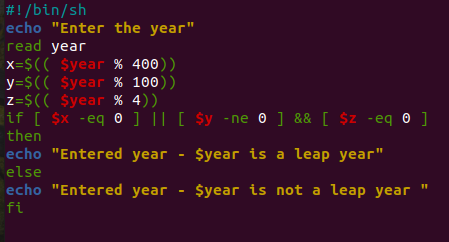 #!/bin/sh
echo "Enter the year"
read year
x=$(( $year % 400))
y=$(( $year % 100))
z=$(( $year % 4))
if [ $x -eq 0 ] || [ $y -ne 0 ] && [ $z -eq 0 ]
then
echo "Entered year - $year is a leap year"
else
echo "Entered year - $year is not a leap year "
fi